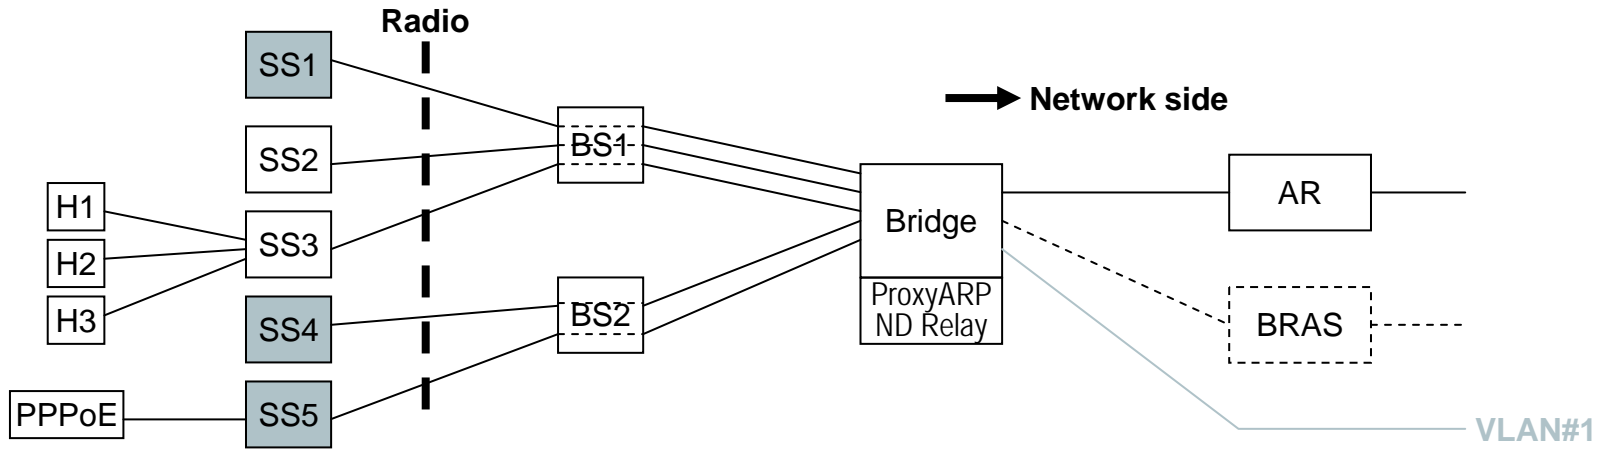 Radio
SS1
SS2
SS3
SS4
SS5
H1
H2
H3
PPPoE
BS1
BS2
Network side
Bridge
ProxyARP
ND Relay
AR
BRAS
VLAN#1